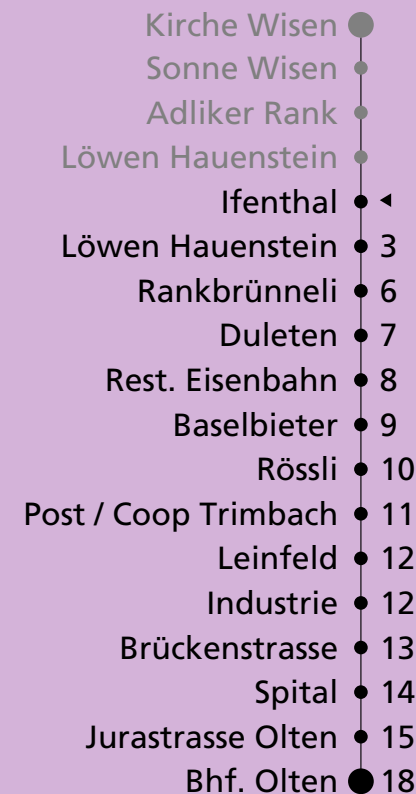 Kirche Wisen
Sonne Wisen
Adliker Rank
Löwen Hauenstein
Ifenthal
Löwen Hauenstein 3
Rankbrünneli 6
Duleten 7
Rest. Eisenbahn 8
Baselbieter 9
Rössli 10
Post / Coop Trimbach 11
Leinfeld 12
Industrie 12
Brückenstrasse 13
Spital 14
Jurastrasse Olten 15
Bhf. Olten 18